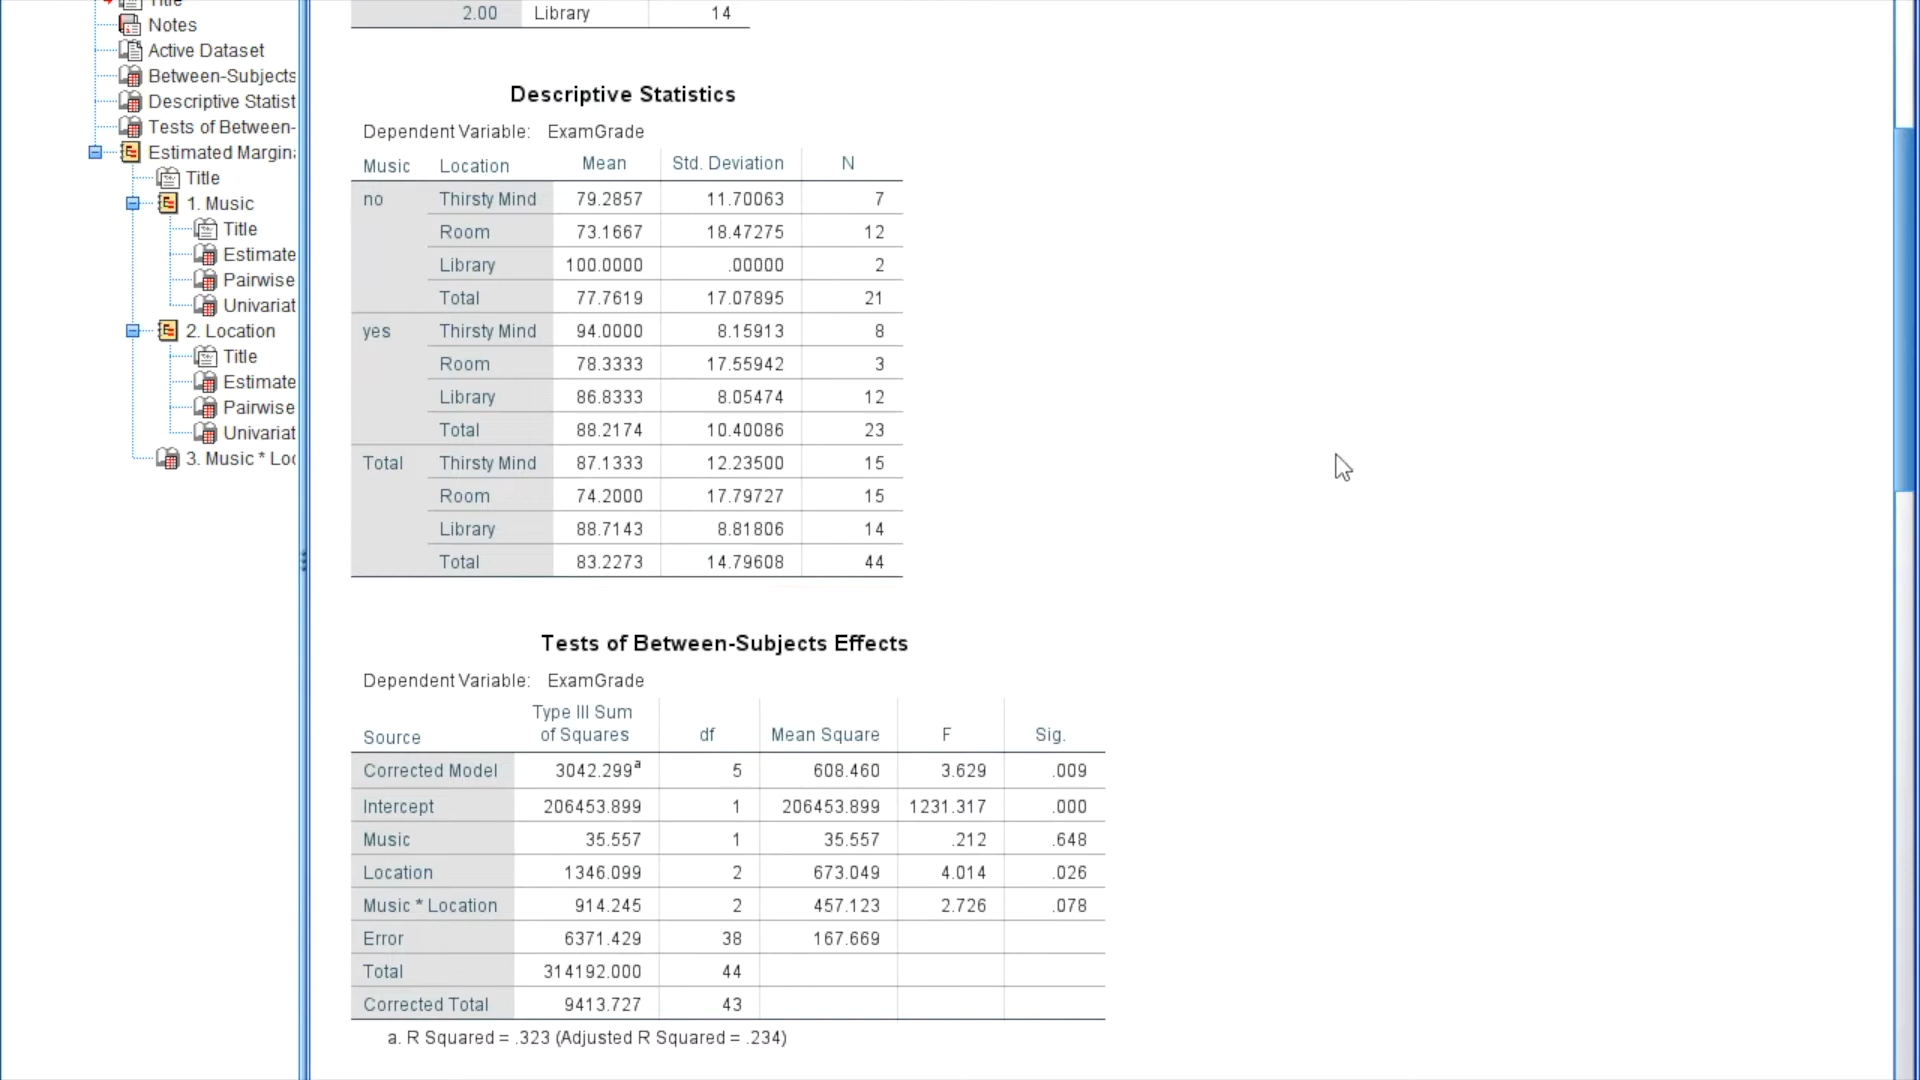 Title
Notes
Active Dataset
Between-Subjects
Descriptive Statist
Tests of Between-
Estimated Margina
Title
1. Music
Title
Estimate
Pairwise
Univariat
2. Location
Title
Estimate
Pairwise
Univariat
3. Music * Loc
2.00 Library 14
Descriptive Statistics
Dependent Variable: ExamGrade
Music Location Mean Std. Deviation N
no Thirsty Mind 79.2857 11.70063 7
Room 73.1667 18.47275 12
Library 100.0000 .00000 2
Total 77.7619 17.07895 21
yes Thirsty Mind 94.0000 8.15913 8
Room 78.3333 17.55942 3
Library 86.8333 8.05474 12
Total 88.2174 10.40086 23
Total Thirsty Mind 87.1333 12.23500 15
Room 74.2000 17.79727 15
Library 88.7143 8.81806 14
Total 83.2273 14.79608 44
Tests of Between-Subjects Effects
Dependent Variable: ExamGrade
Source Type III Sum of Squares df Mean Square F Sig.
Corrected Model 3042.299a 5 608.460 3.629 .009
Intercept 206453.899 1 206453.899 1231.317 .000
Music 35.557 1 35.557 .212 .648
Location 1346.099 2 673.049 4.014 .026
Music * Location 914.245 2 457.123 2.726 .078
Error 6371.429 38 167.669
Total 314192.000 44
Corrected Total 9413.727 43
a. R Squared = .323 (Adjusted R Squared = .234)